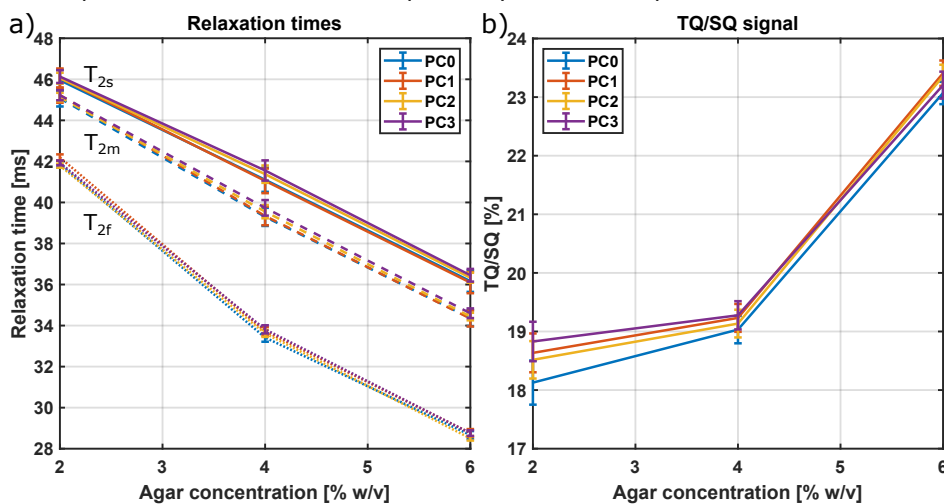 a)
Relaxation times
48
46
44
42
40
38
36
34
32
30
28
Relaxation time [ms]
T2s
T2m
T2f
PC0
PC1
PC2
PC3
2
3
4
5
6
Agar concentration [% w/v]
b)
TQ/SQ signal
24
23
22
21
20
19
18
17
TQ/SQ [%]
PC0
PC1
PC2
PC3
2
3
4
5
6
Agar concentration [% w/v]